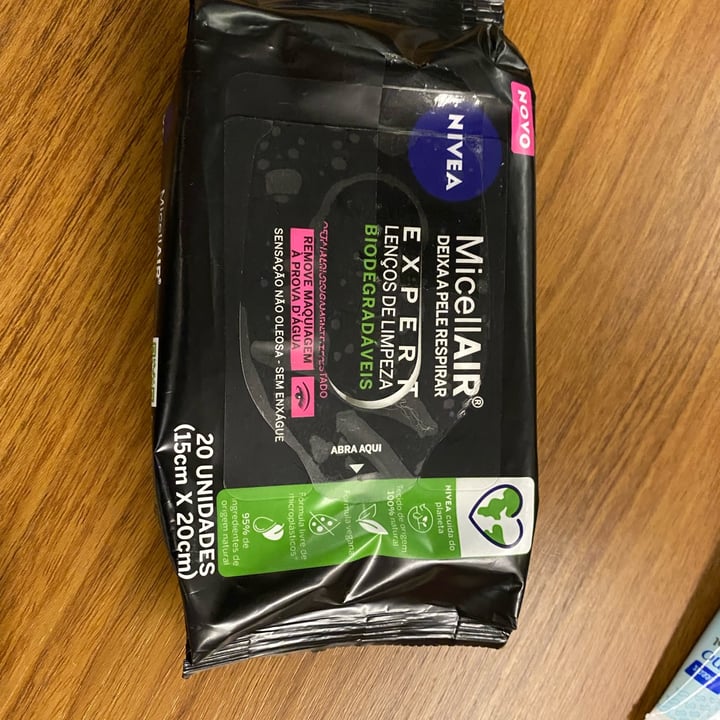 NOVO
NIVEA
MicellAIR®
DEIXA A PELE RESPIRAR
EXPERT
LENÇOS DE LIMPEZA
BIODEGRADÁVEIS
REMOVE MAQUIAGEM
À PROVA D'ÁGUA
SENSAÇÃO NÃO OLEOSA - SEM ENXÁGUE
ABRA AQUI
NIVEA cuida do
planeta
Tecido de origem
100% natural
Fórmula vegana
Fórmula livre de
microplásticos*
95% de
ingredientes de
origem natural
20 UNIDADES
(15cm X 20cm)
MicellAIR®